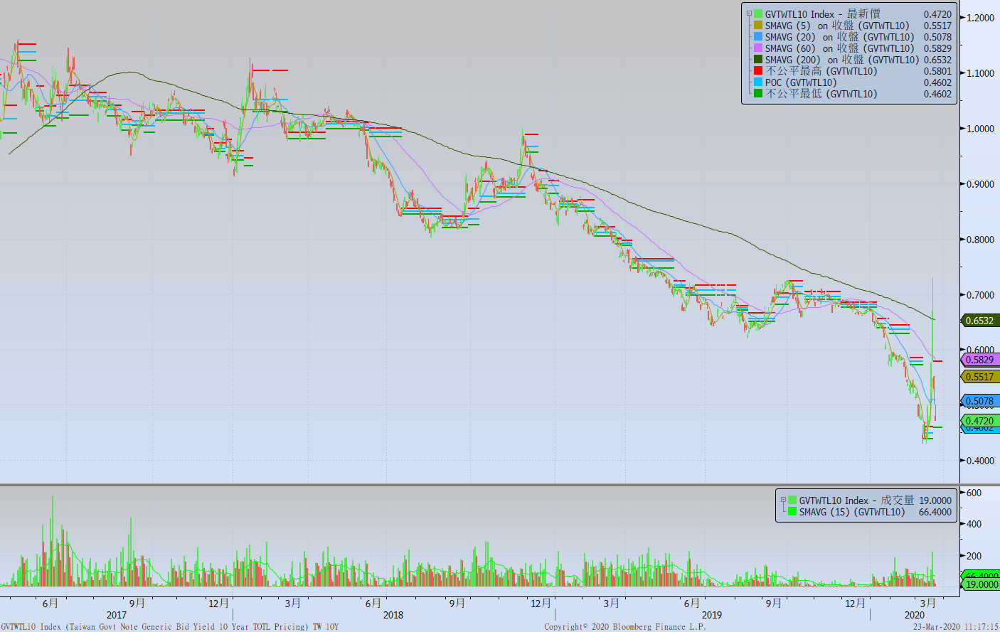 GVTWTL10 Index - 最新價 0.4720
SMAVG (5) on 收盤 (GVTWTL10) 0.5517
SMAVG (20) on 收盤 (GVTWTL10) 0.5078
SMAVG (60) on 收盤 (GVTWTL10) 0.5829
SMAVG (200) on 收盤 (GVTWTL10) 0.6532
不公平最高 (GVTWTL10) 0.5801
POC (GVTWTL10) 0.4602
不公平最低 (GVTWTL10) 0.4602
1.2000
1.1000
1.0000
0.9000
0.8000
0.7000
0.6532
0.6000
0.5829
0.5517
0.5078
0.4720
0.4602
0.4000
GVTWTL10 Index - 成交量 19.0000
SMAVG (15) (GVTWTL10) 66.4000
600
400
200
66.4000
19.0000
6月 9月 12月 3月 6月 9月 12月 3月 6月 9月 12月 3月
2017 2018 2019 2020
GVTWTL10 Index (Taiwan Govt Note Generic Bid Yield 10 Year TOTL Pricing) TW 10Y Copyright© 2020 Bloomberg Finance L.P. 23-Mar-2020 11:17:15